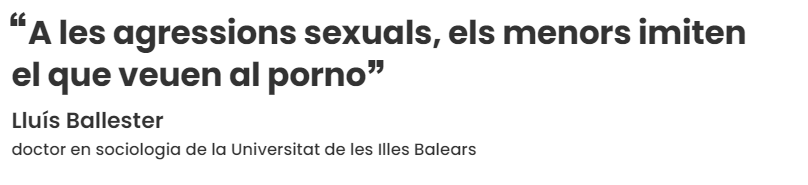 “A les agressions sexuals, els menors imiten
el que veuen al porno”
Lluís Ballester
doctor en sociologia de la Universitat de les Illes Balears